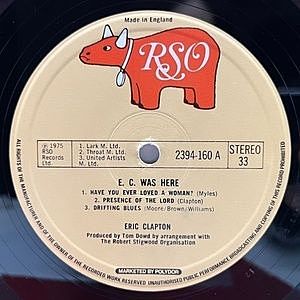 Made in England
RSO
℗ 1975
RSO
Records
Ltd.
1. Lark M. Ltd.
2. Throat M. Ltd.
3. United Artists
M. Ltd.
2394-160 A
STEREO
33
E. C. WAS HERE
1. HAVE YOU EVER LOVED A WOMAN? (Myles)
2. PRESENCE OF THE LORD (Clapton)
3. DRIFTING BLUES (Moore/Brown/Williams)
ERIC CLAPTON
Produced by Tom Dowd by arrangement with
The Robert Stigwood Organisation
MARKETED BY POLYDOR
ALL RIGHTS OF THE MANUFACTURER AND OF THE OWNER OF THE RECORDED WORK RESERVED UNAUTHORISED PUBLIC PERFORMANCE BROADCASTING AND COPYING OF THIS RECORD PROHIBITED